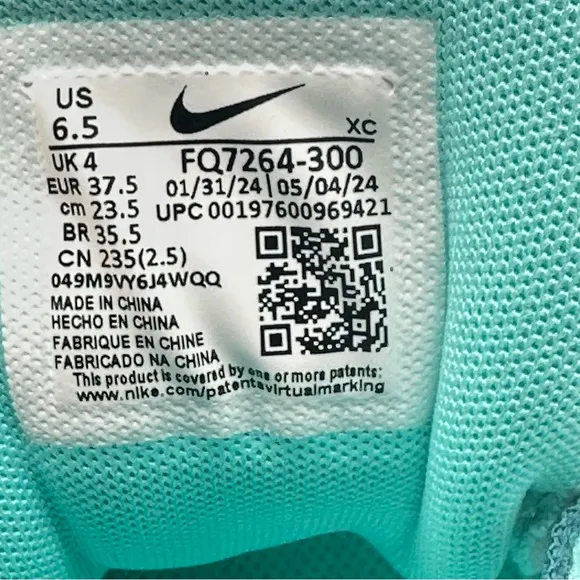 US
6.5
XC
UK 4
FQ7264-300
EUR 37.5
01/31/24|05/04/24
cm 23.5
UPC 00197600969421
BR 35.5
CN 235(2.5)
049M9VY6J4WQQ
MADE IN CHINA
HECHO EN CHINA
FABRIQUE EN CHINE
FABRICADO NA CHINA
This product is covered by one or more patents:
www.nike.com/patentsvirtualmarking